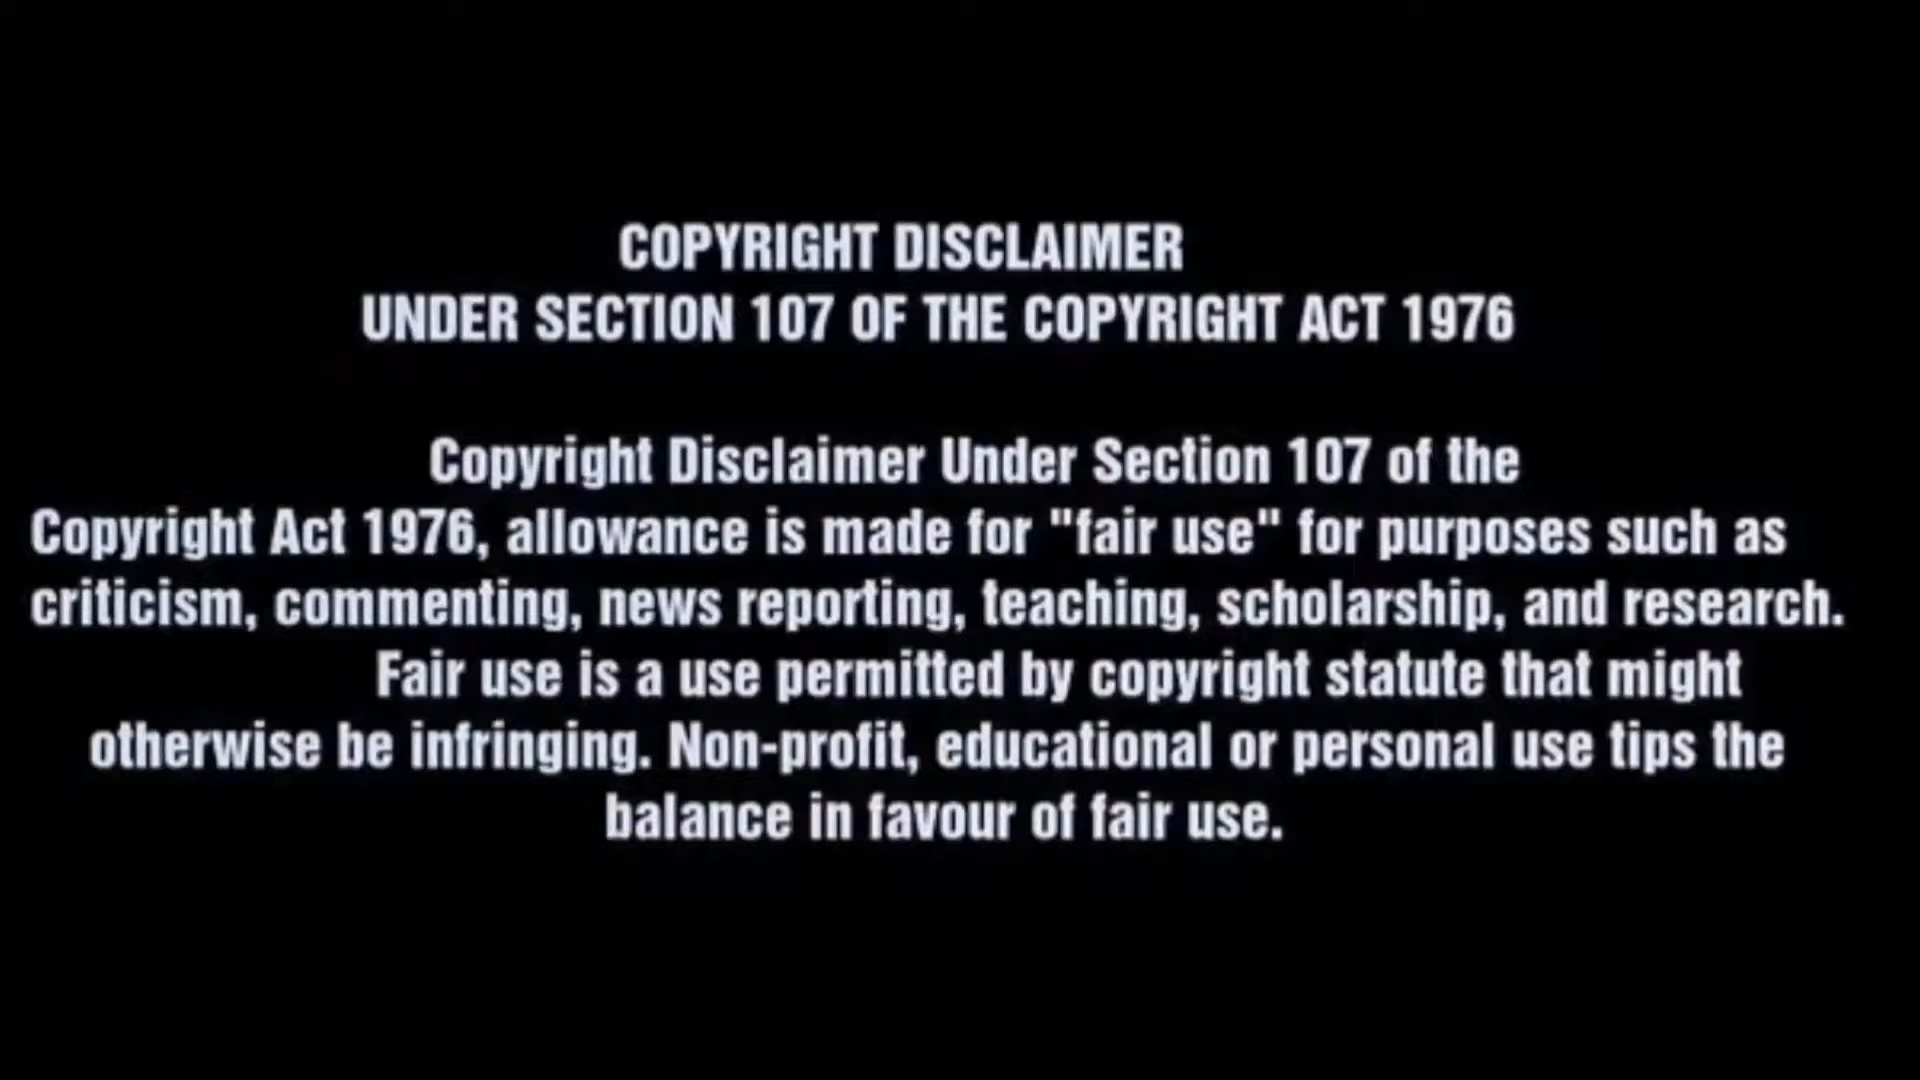 COPYRIGHT DISCLAIMER
UNDER SECTION 107 OF THE COPYRIGHT ACT 1976
Copyright Disclaimer Under Section 107 of the
Copyright Act 1976, allowance is made for "fair use" for purposes such as
criticism, commenting, news reporting, teaching, scholarship, and research.
Fair use is a use permitted by copyright statute that might
otherwise be infringing. Non-profit, educational or personal use tips the
balance in favour of fair use.